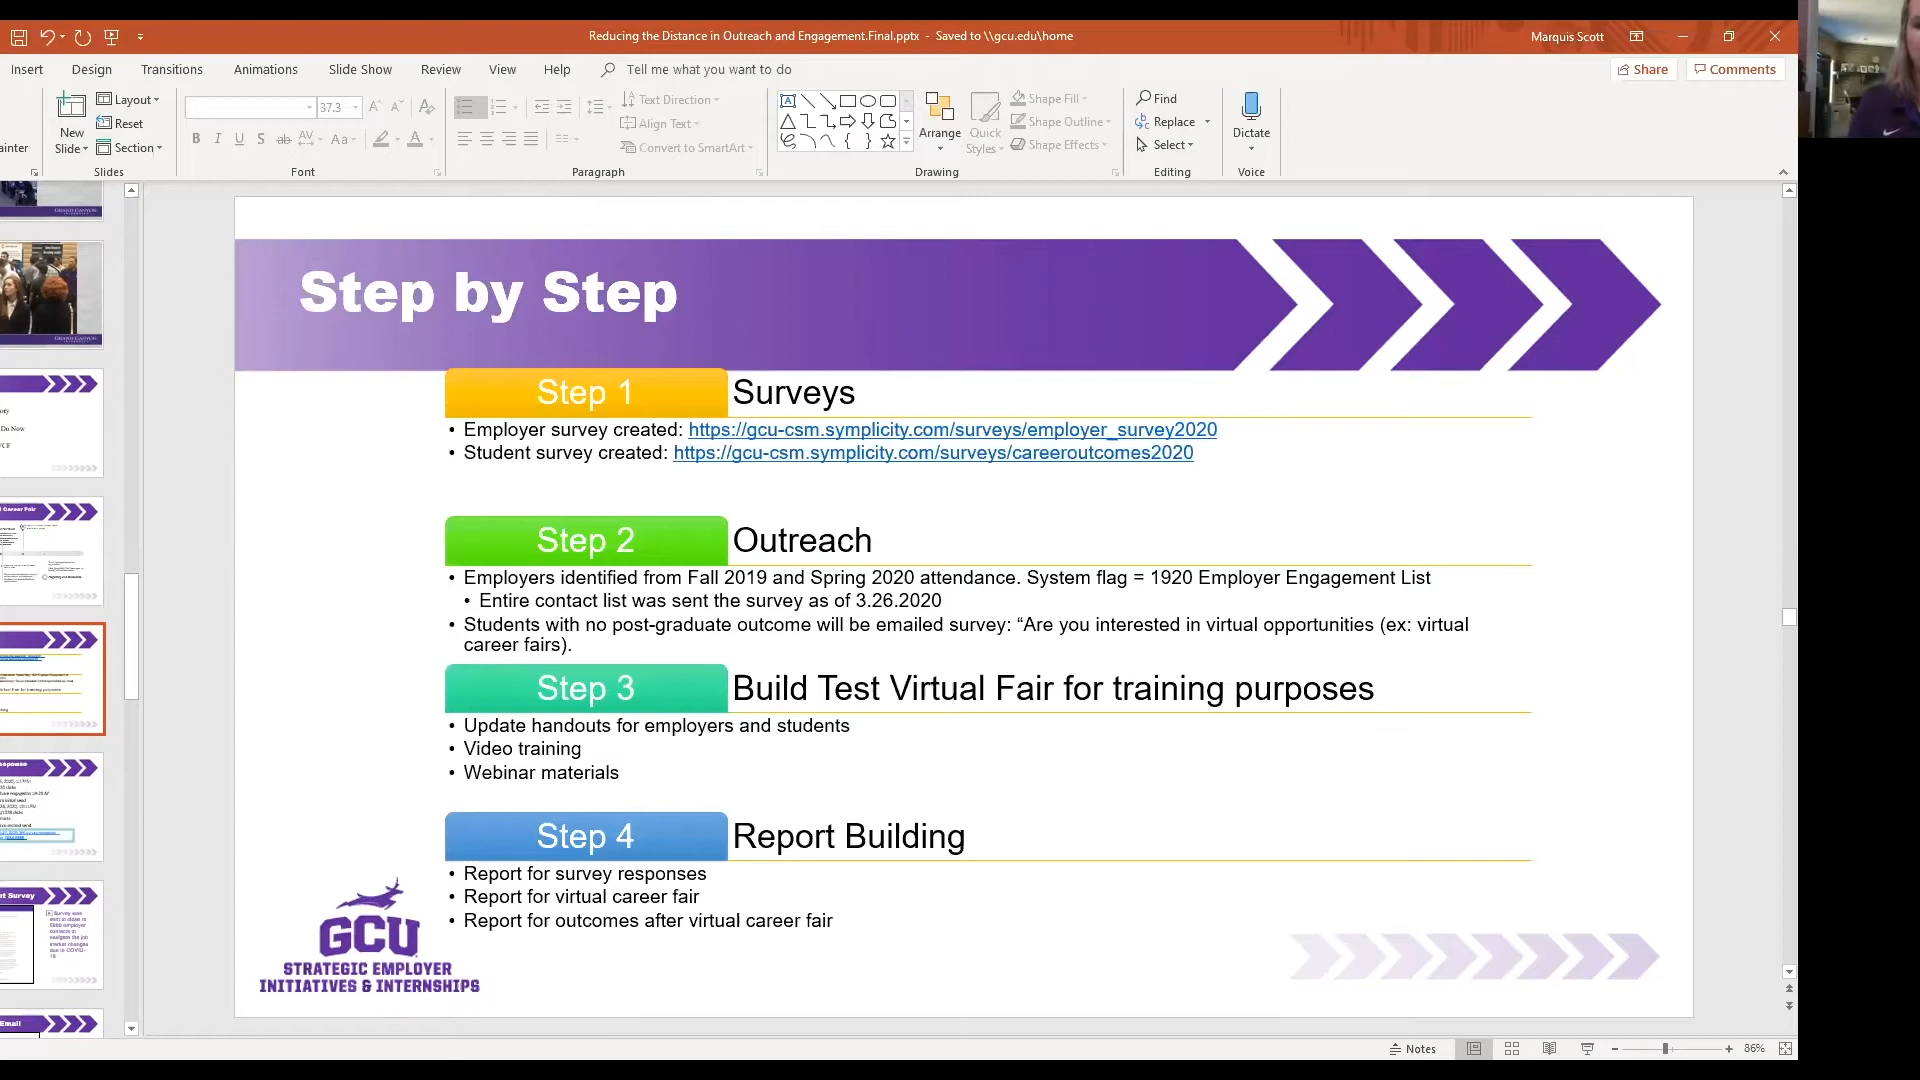 Reducing the Distance in Outreach and Engagement.Final.pptx - Saved to \\gcu.edu\home
Marquis Scott
Insert Design Transitions Animations Slide Show Review View Help Tell me what you want to do
Share Comments
Layout
Reset
Section
New
Slide
ainter
Slides
37.3
Font
Text Direction
Align Text
Convert to SmartArt
Paragraph
Arrange
Quick
Styles
Shape Fill
Shape Outline
Shape Effects
Drawing
Find
Replace
Select
Editing
Dictate
Voice
Step by Step
Step 1 Surveys
• Employer survey created: https://gcu-csm.symplicity.com/surveys/employer_survey2020
• Student survey created: https://gcu-csm.symplicity.com/surveys/careeroutcomes2020
Step 2 Outreach
• Employers identified from Fall 2019 and Spring 2020 attendance. System flag = 1920 Employer Engagement List
• Entire contact list was sent the survey as of 3.26.2020
• Students with no post-graduate outcome will be emailed survey: “Are you interested in virtual opportunities (ex: virtual
career fairs).
Step 3 Build Test Virtual Fair for training purposes
• Update handouts for employers and students
• Video training
• Webinar materials
Step 4 Report Building
• Report for survey responses
• Report for virtual career fair
• Report for outcomes after virtual career fair
GCU
STRATEGIC EMPLOYER
INITIATIVES & INTERNSHIPS
Notes
86%